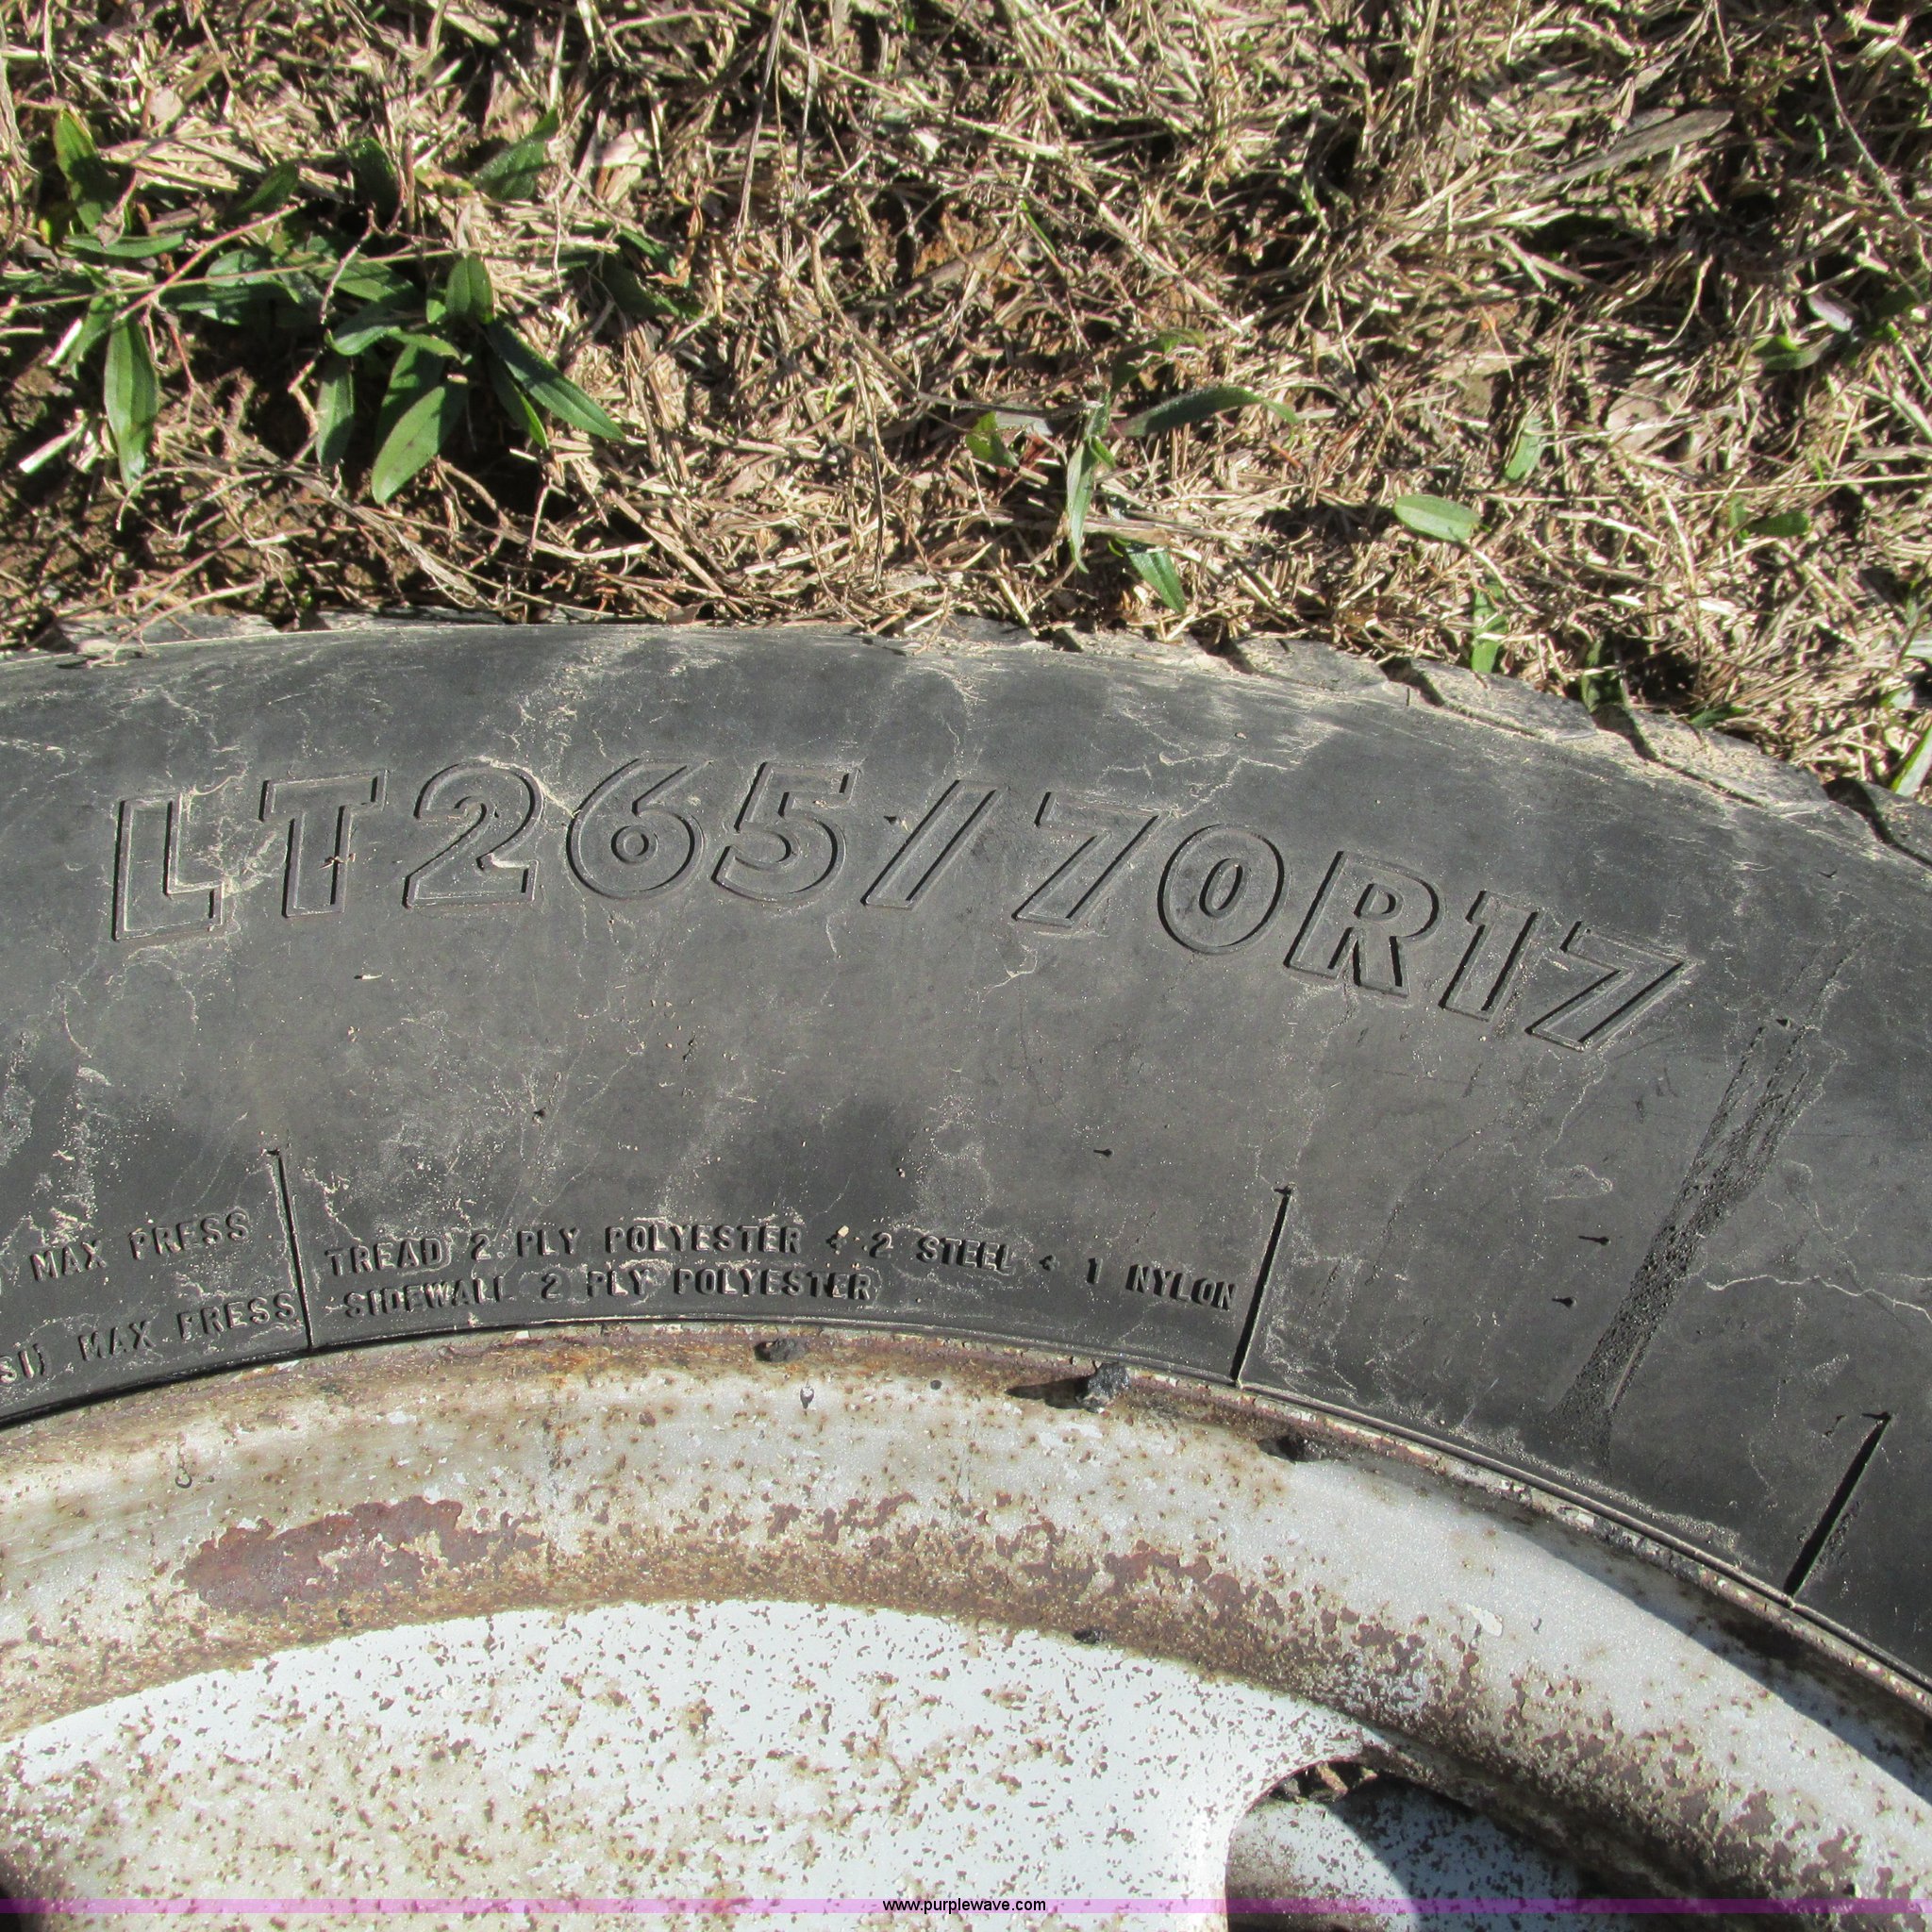 LT265/70R17
MAX PRESS
SI) MAX PRESS
TREAD 2 PLY POLYESTER + 2 STEEL + 1 NYLON
SIDEWALL 2 PLY POLYESTER
www.purplewave.com